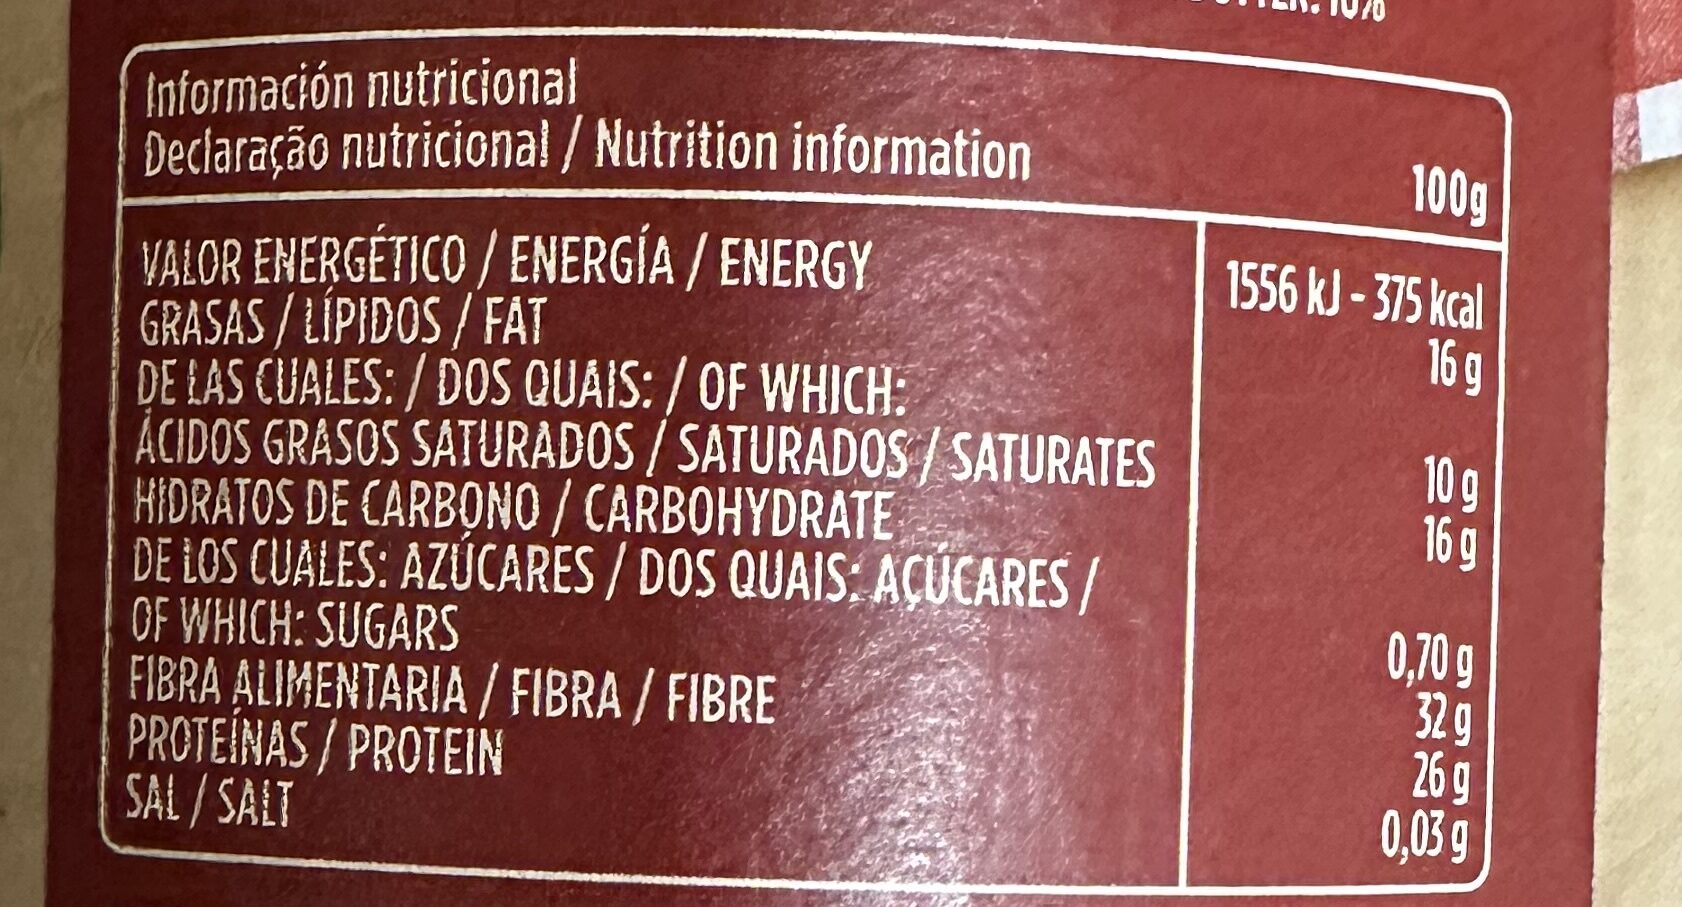 10%
Información nutricional
Declaração nutricional / Nutrition information
100g
VALOR ENERGÉTICO / ENERGÍA / ENERGY 1556 kJ - 375 kcal
GRASAS / LÍPIDOS / FAT 16 g
DE LAS CUALES: / DOS QUAIS: / OF WHICH:
ÁCIDOS GRASOS SATURADOS / SATURADOS / SATURATES 10 g
HIDRATOS DE CARBONO / CARBOHYDRATE 16 g
DE LOS CUALES: AZÚCARES / DOS QUAIS: AÇÚCARES /
OF WHICH: SUGARS 0,70 g
FIBRA ALIMENTARIA / FIBRA / FIBRE 32 g
PROTEÍNAS / PROTEIN 26 g
SAL / SALT 0,03 g